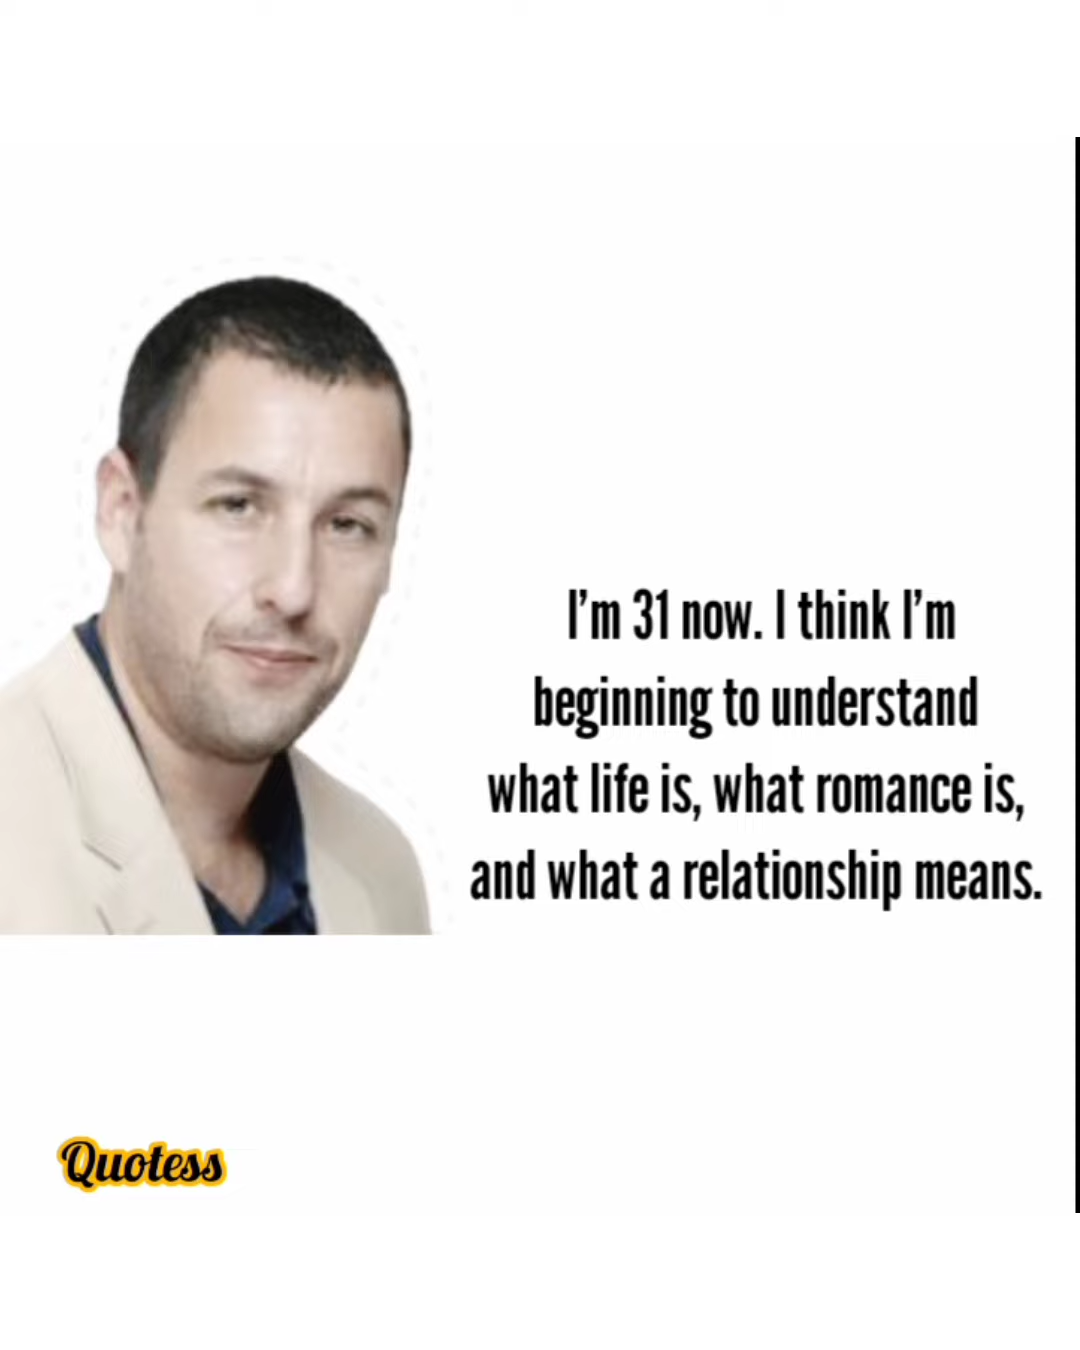 I’m 31 now. I think I’m
beginning to understand
what life is, what romance is,
and what a relationship means.
Quotess